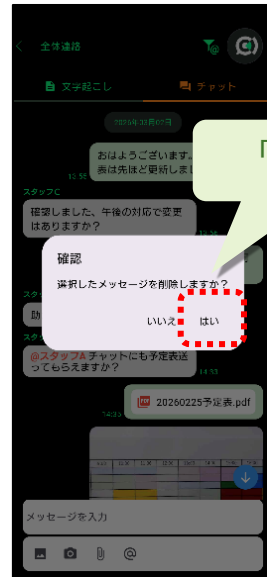 全体連絡
文字起こし
チャット
2026年03月02日
おはようございます。
表は先ほど更新しまし
スタッフC
確認しました、午後の対応で変更
はありますか?
確認
選択したメッセージを削除しますか?
いいえ
はい
助
@スタッフA チャットにも予定表送
ってもらえますか?
14:33
20260225予定表.pdf
14:35
メッセージを入力